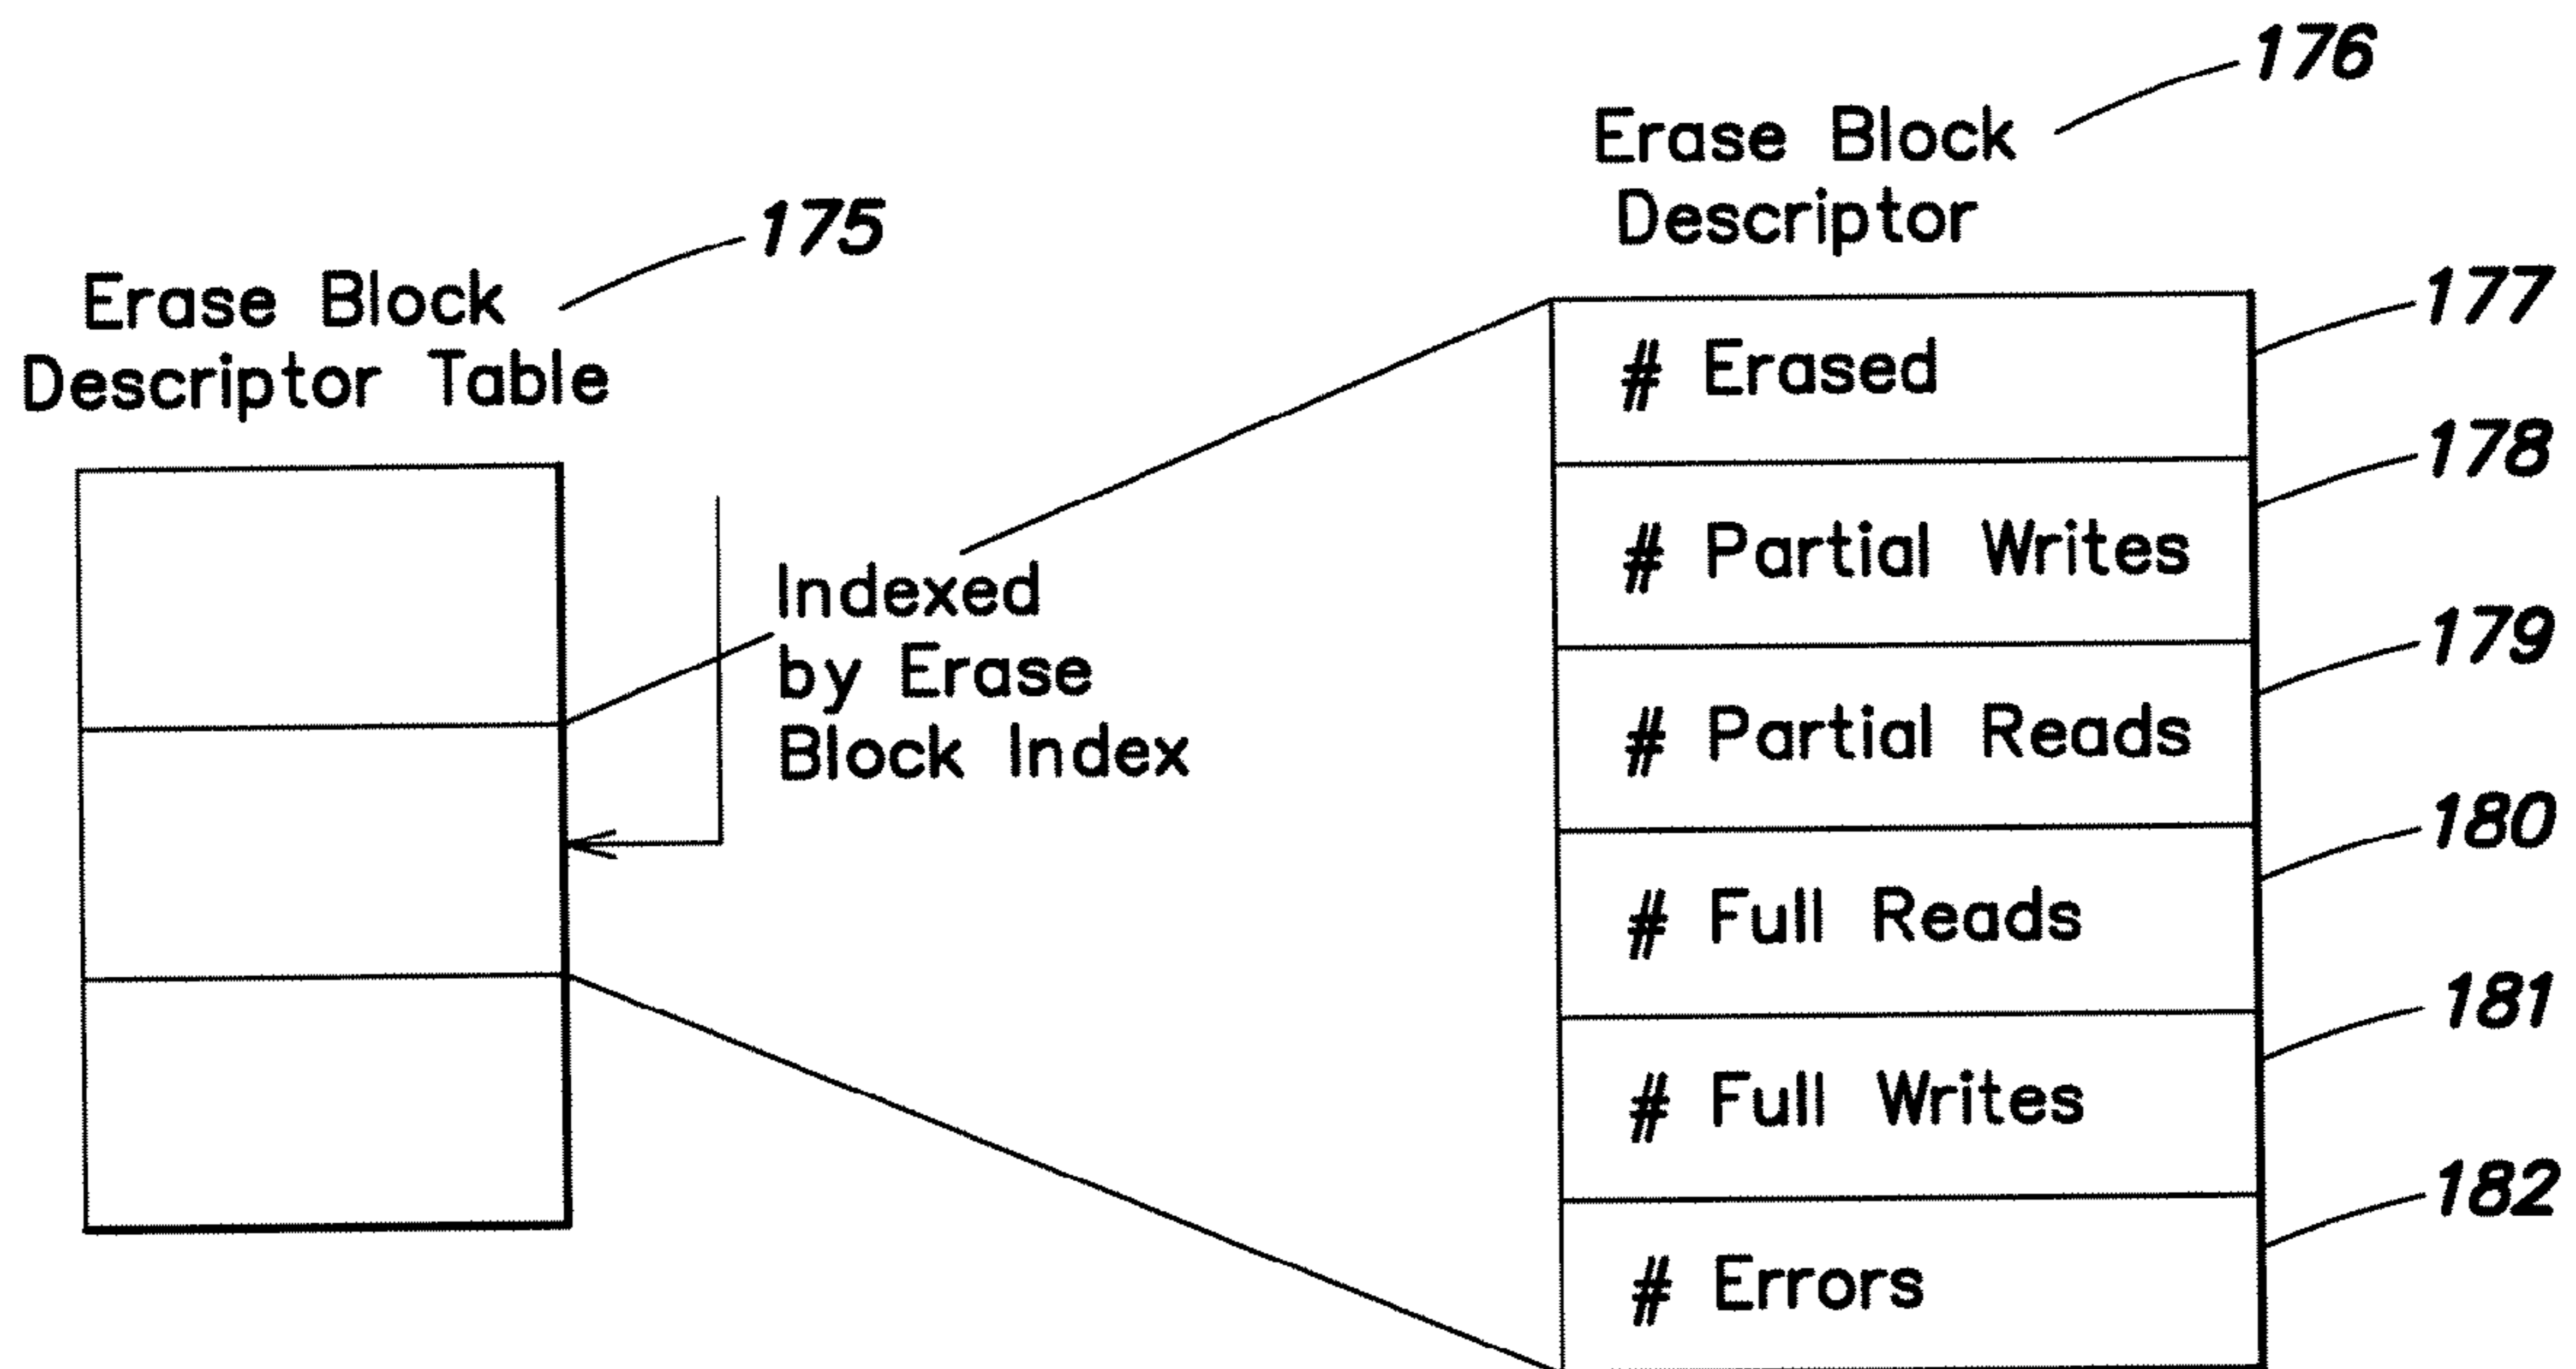 176
Erase Block
Descriptor
175
Erase Block
Descriptor Table
177
# Erased
178
# Partial Writes
Indexed
by Erase
Block Index
179
# Partial Reads
180
# Full Reads
181
# Full Writes
182
# Errors